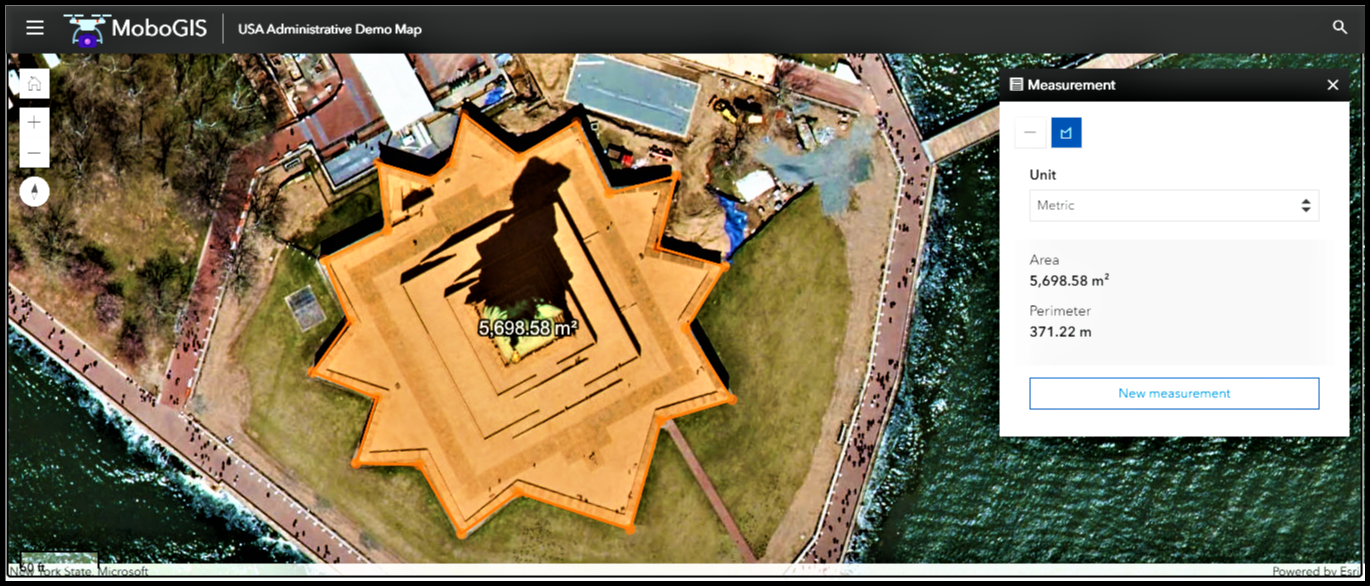 MoboGIS
USA Administrative Demo Map
Measurement
Unit
Metric
Area
5,698.58 m²
Perimeter
371.22 m
New measurement
5,698.58 m²
50 ft
New York State, Microsoft
Powered by Esri